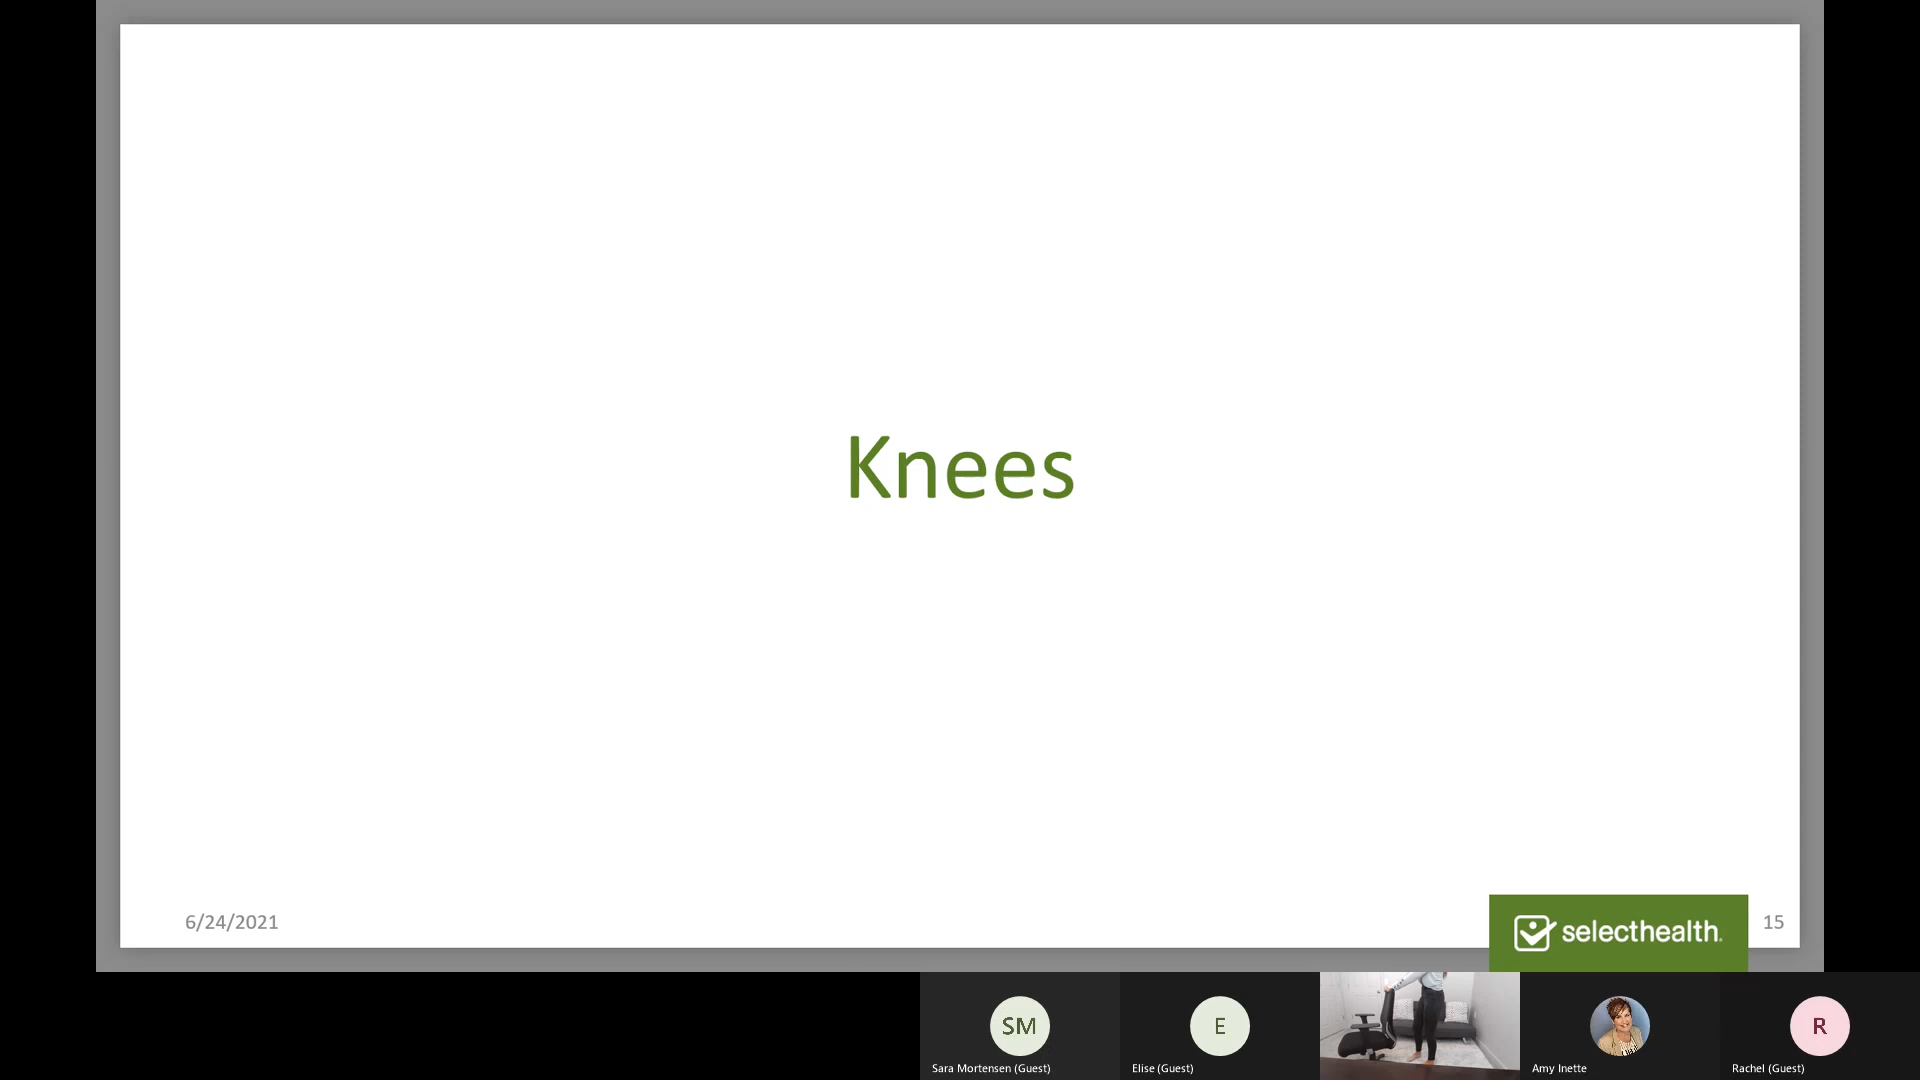 Knees
6/24/2021
selecthealth.
15
SM
E
R
Sara Mortensen (Guest)
Elise (Guest)
Amy Inette
Rachel (Guest)